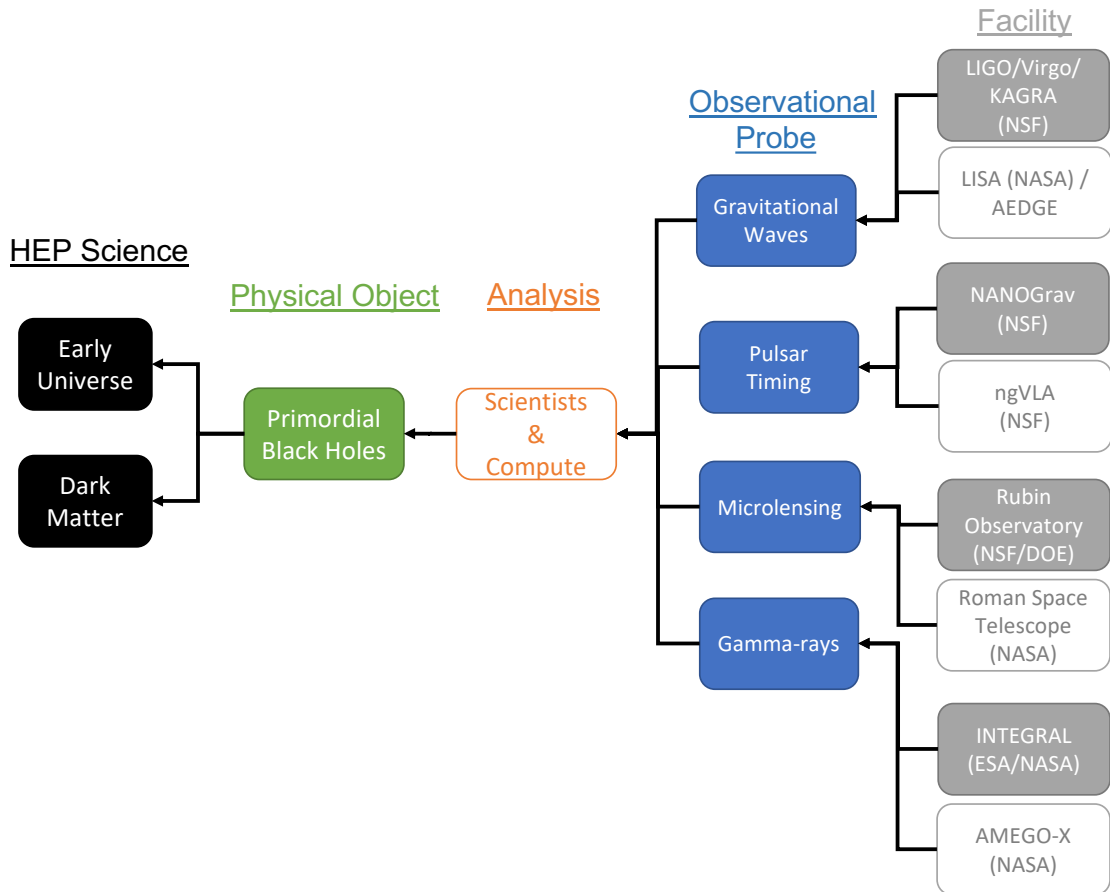 Facility
LIGO/Virgo/
KAGRA
(NSF)
LISA (NASA) /
AEDGE
NANOGrav
(NSF)
ngVLA
(NSF)
Rubin
Observatory
(NSF/DOE)
Roman Space
Telescope
(NASA)
INTEGRAL
(ESA/NASA)
AMEGO-X
(NASA)
Observational
Probe
Gravitational
Waves
Pulsar
Timing
Microlensing
Gamma-rays
Analysis
Scientists
&
Compute
Physical Object
Primordial
Black Holes
HEP Science
Early
Universe
Dark
Matter